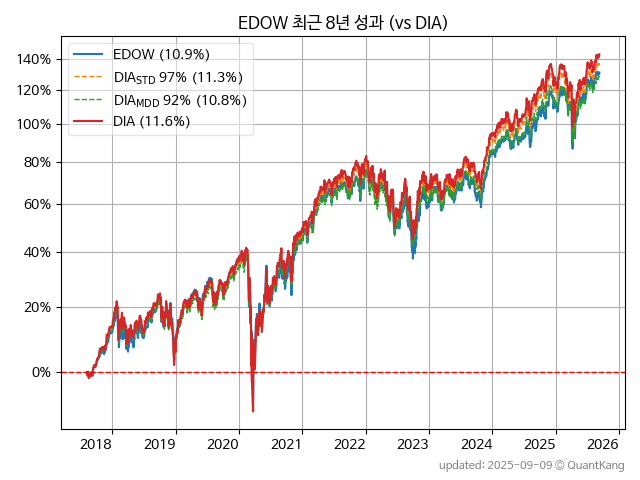 EDOW 최근 8년 성과 (vs DIA)
EDOW (10.9%)
DIA_STD 97% (11.3%)
DIA_MDD 92% (10.8%)
DIA (11.6%)
140%
120%
100%
80%
60%
40%
20%
0%
2018 2019 2020 2021 2022 2023 2024 2025 2026
updated: 2025-09-09 © QuantKang